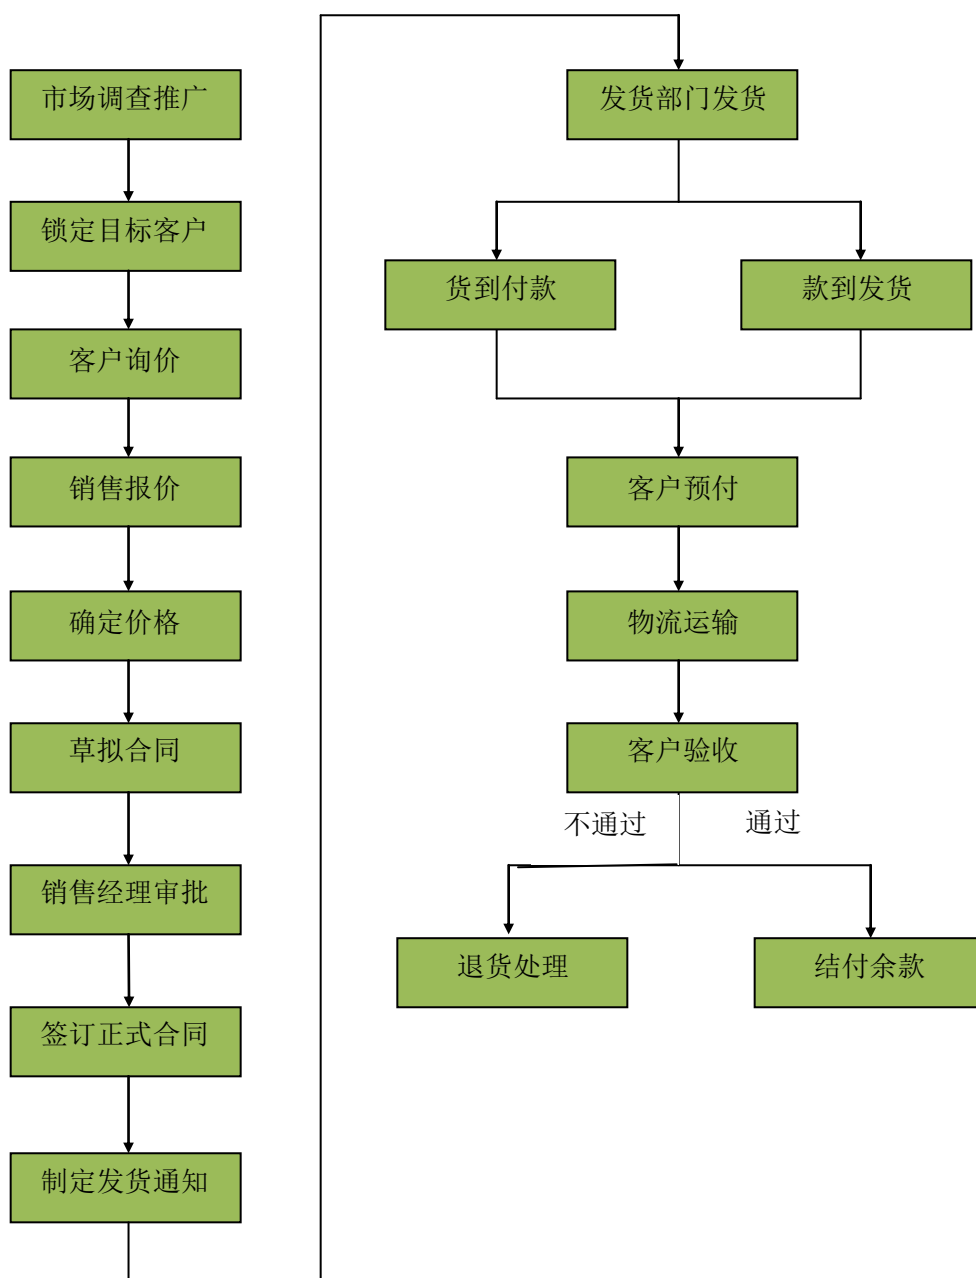 市场调查推广
锁定目标客户
客户询价
销售报价
确定价格
草拟合同
销售经理审批
签订正式合同
制定发货通知
发货部门发货
货到付款
款到发货
客户预付
物流运输
客户验收
不通过
通过
退货处理
结付余款